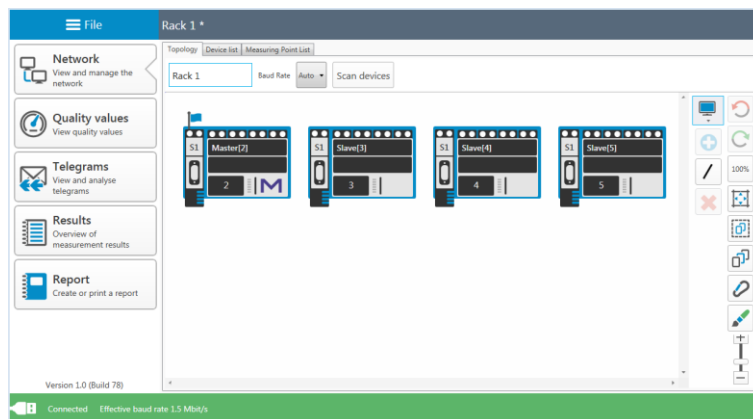 File
Rack 1 *
Topology Device list Measuring Point List
Rack 1 Baud Rate Auto Scan devices
Network
View and manage the
network
Quality values
View quality values
Telegrams
View and analyse
telegrams
Results
Overview of
measurement results
Report
Create or print a report
S1 Master[2]
2 M
S1 Slave[3]
3
S1 Slave[4]
4
S1 Slave[5]
5
100%
Version 1.0 (Build 78)
Connected Effective baud rate 1.5 Mbit/s